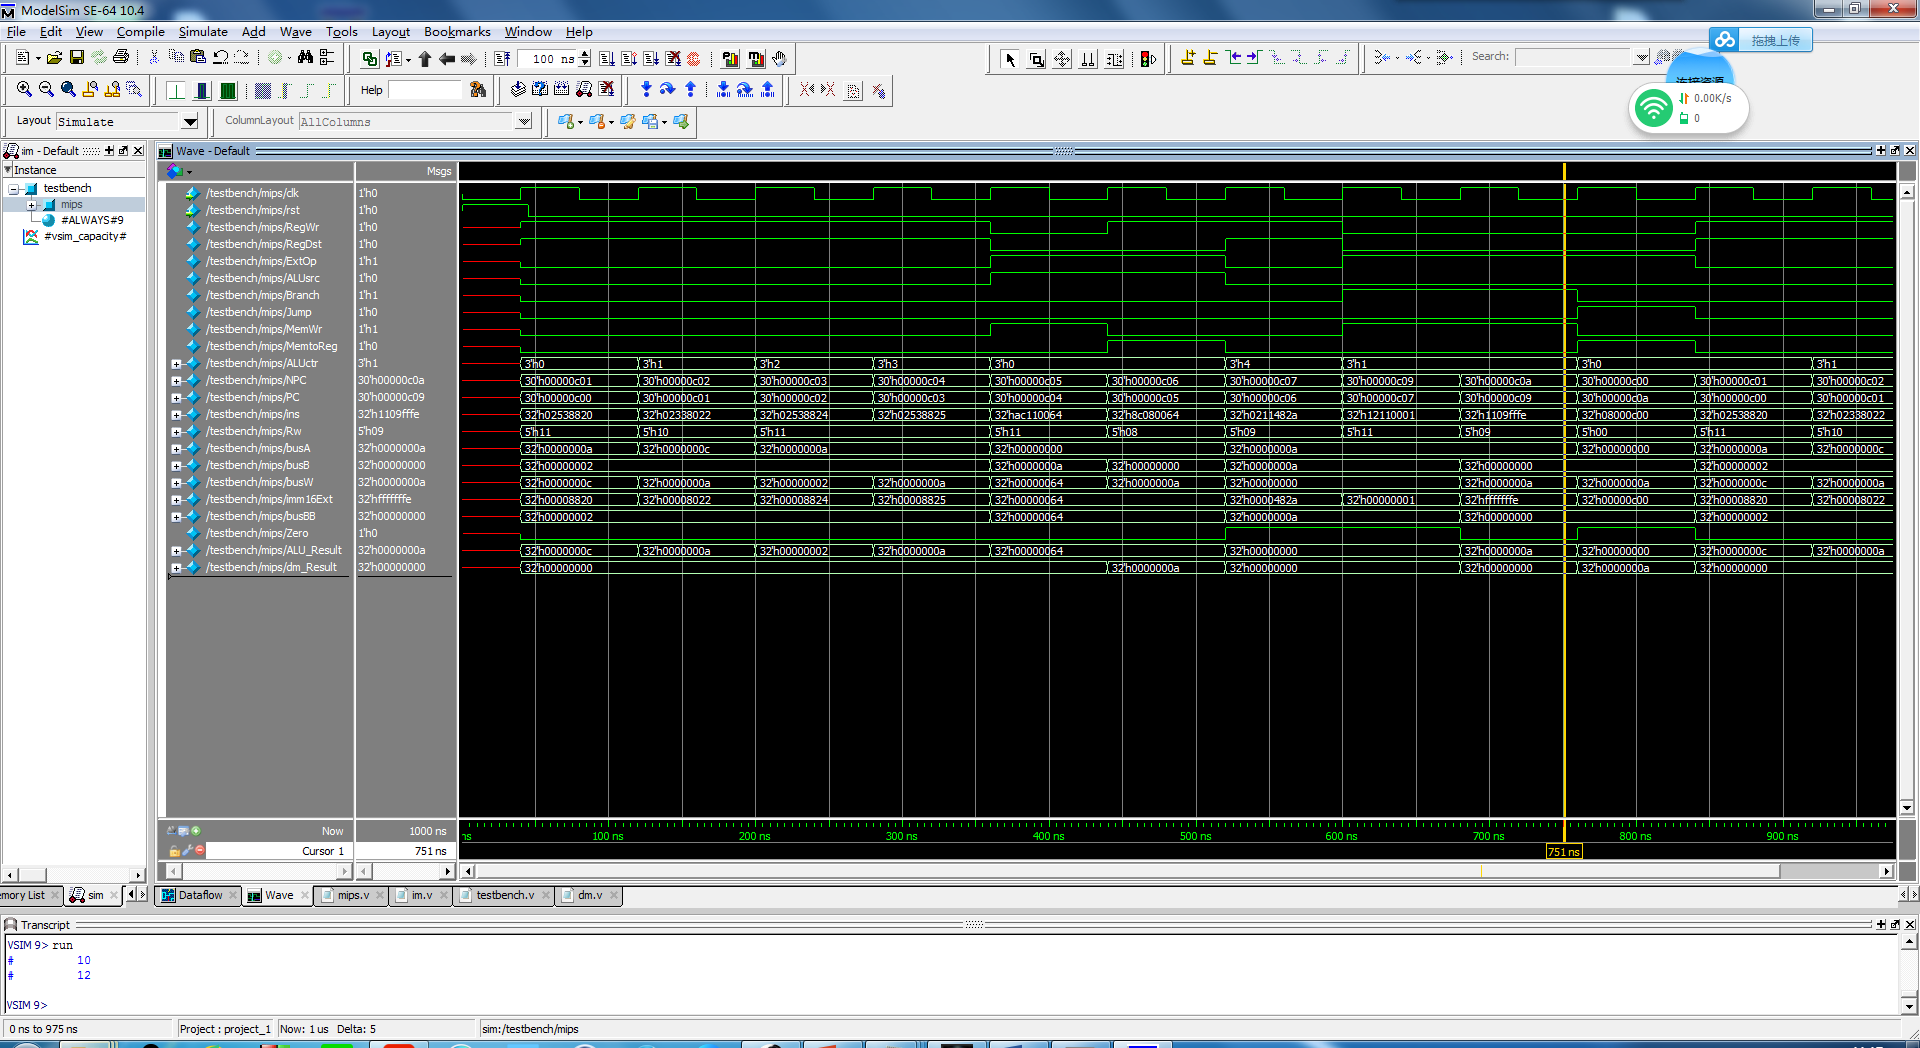 ModelSim SE-64 10.4
File Edit View Compile Simulate Add Wave Tools Layout Bookmarks Window Help
拖拽上传
100 ns
Search:
连接资源
0.00K/s
0
Help
Layout Simulate
ColumnLayout AllColumns
sim - Default
Wave - Default
Instance
testbench
mips
#ALWAYS#9
#vsim_capacity#
Msgs
/testbench/mips/clk 1'h0
/testbench/mips/rst 1'h0
/testbench/mips/RegWr 1'h0
/testbench/mips/RegDst 1'h0
/testbench/mips/ExtOp 1'h1
/testbench/mips/ALUsrc 1'h0
/testbench/mips/Branch 1'h1
/testbench/mips/Jump 1'h0
/testbench/mips/MemWr 1'h1
/testbench/mips/MemtoReg 1'h0
/testbench/mips/ALUctr 3'h1 3'h0 3'h1 3'h2 3'h3 3'h0 3'h4 3'h1 3'h0 3'h1
/testbench/mips/NPC 30'h00000c0a 30'h00000c01 30'h00000c02 30'h00000c03 30'h00000c04 30'h00000c05 30'h00000c06 30'h00000c07 30'h00000c09 30'h00000c0a 30'h00000c00 30'h00000c01 30'h00000c02
/testbench/mips/PC 30'h00000c09 30'h00000c00 30'h00000c01 30'h00000c02 30'h00000c03 30'h00000c04 30'h00000c05 30'h00000c06 30'h00000c07 30'h00000c09 30'h00000c0a 30'h00000c00 30'h00000c01
/testbench/mips/ins 32'h1109fffe 32'h02538820 32'h02338022 32'h02538824 32'h02538825 32'hac110064 32'h8c080064 32'h0211482a 32'h12110001 32'h1109fffe 32'h08000c00 32'h02538820 32'h02338022
/testbench/mips/Rw 5'h09 5'h11 5'h10 5'h11 5'h11 5'h08 5'h09 5'h11 5'h09 5'h00 5'h11 5'h10
/testbench/mips/busA 32'h0000000a 32'h0000000a 32'h0000000c 32'h0000000a 32'h00000000 32'h0000000a 32'h00000000 32'h0000000a 32'h0000000c
/testbench/mips/busB 32'h00000000 32'h00000002 32'h0000000a 32'h00000000 32'h0000000a 32'h00000000 32'h00000002
/testbench/mips/busW 32'h0000000a 32'h0000000c 32'h0000000a 32'h00000002 32'h0000000a 32'h00000064 32'h0000000a 32'h00000000 32'h0000000a 32'h0000000a 32'h0000000c 32'h0000000a
/testbench/mips/imm16Ext 32'hfffffffe 32'h00008820 32'h00008022 32'h00008824 32'h00008825 32'h00000064 32'h0000482a 32'h00000001 32'hfffffffe 32'h00000c00 32'h00008820 32'h00008022
/testbench/mips/busBB 32'h00000000 32'h00000002 32'h00000064 32'h0000000a 32'h00000000 32'h00000002
/testbench/mips/Zero 1'h0
/testbench/mips/ALU_Result 32'h0000000a 32'h0000000c 32'h0000000a 32'h00000002 32'h0000000a 32'h00000064 32'h00000000 32'h0000000a 32'h00000000 32'h0000000c 32'h0000000a
/testbench/mips/dm_Result 32'h00000000 32'h00000000 32'h0000000a 32'h00000000 32'h00000000 32'h0000000a 32'h00000000
Now 1000 ns
ns 100 ns 200 ns 300 ns 400 ns 500 ns 600 ns 700 ns 800 ns 900 ns
Cursor 1 751 ns 751 ns
emory List sim Dataflow Wave mips.v im.v testbench.v dm.v
Transcript
VSIM 9> run
# 10
# 12
VSIM 9>
0 ns to 975 ns Project : project_1 Now: 1 us Delta: 5 sim:/testbench/mips